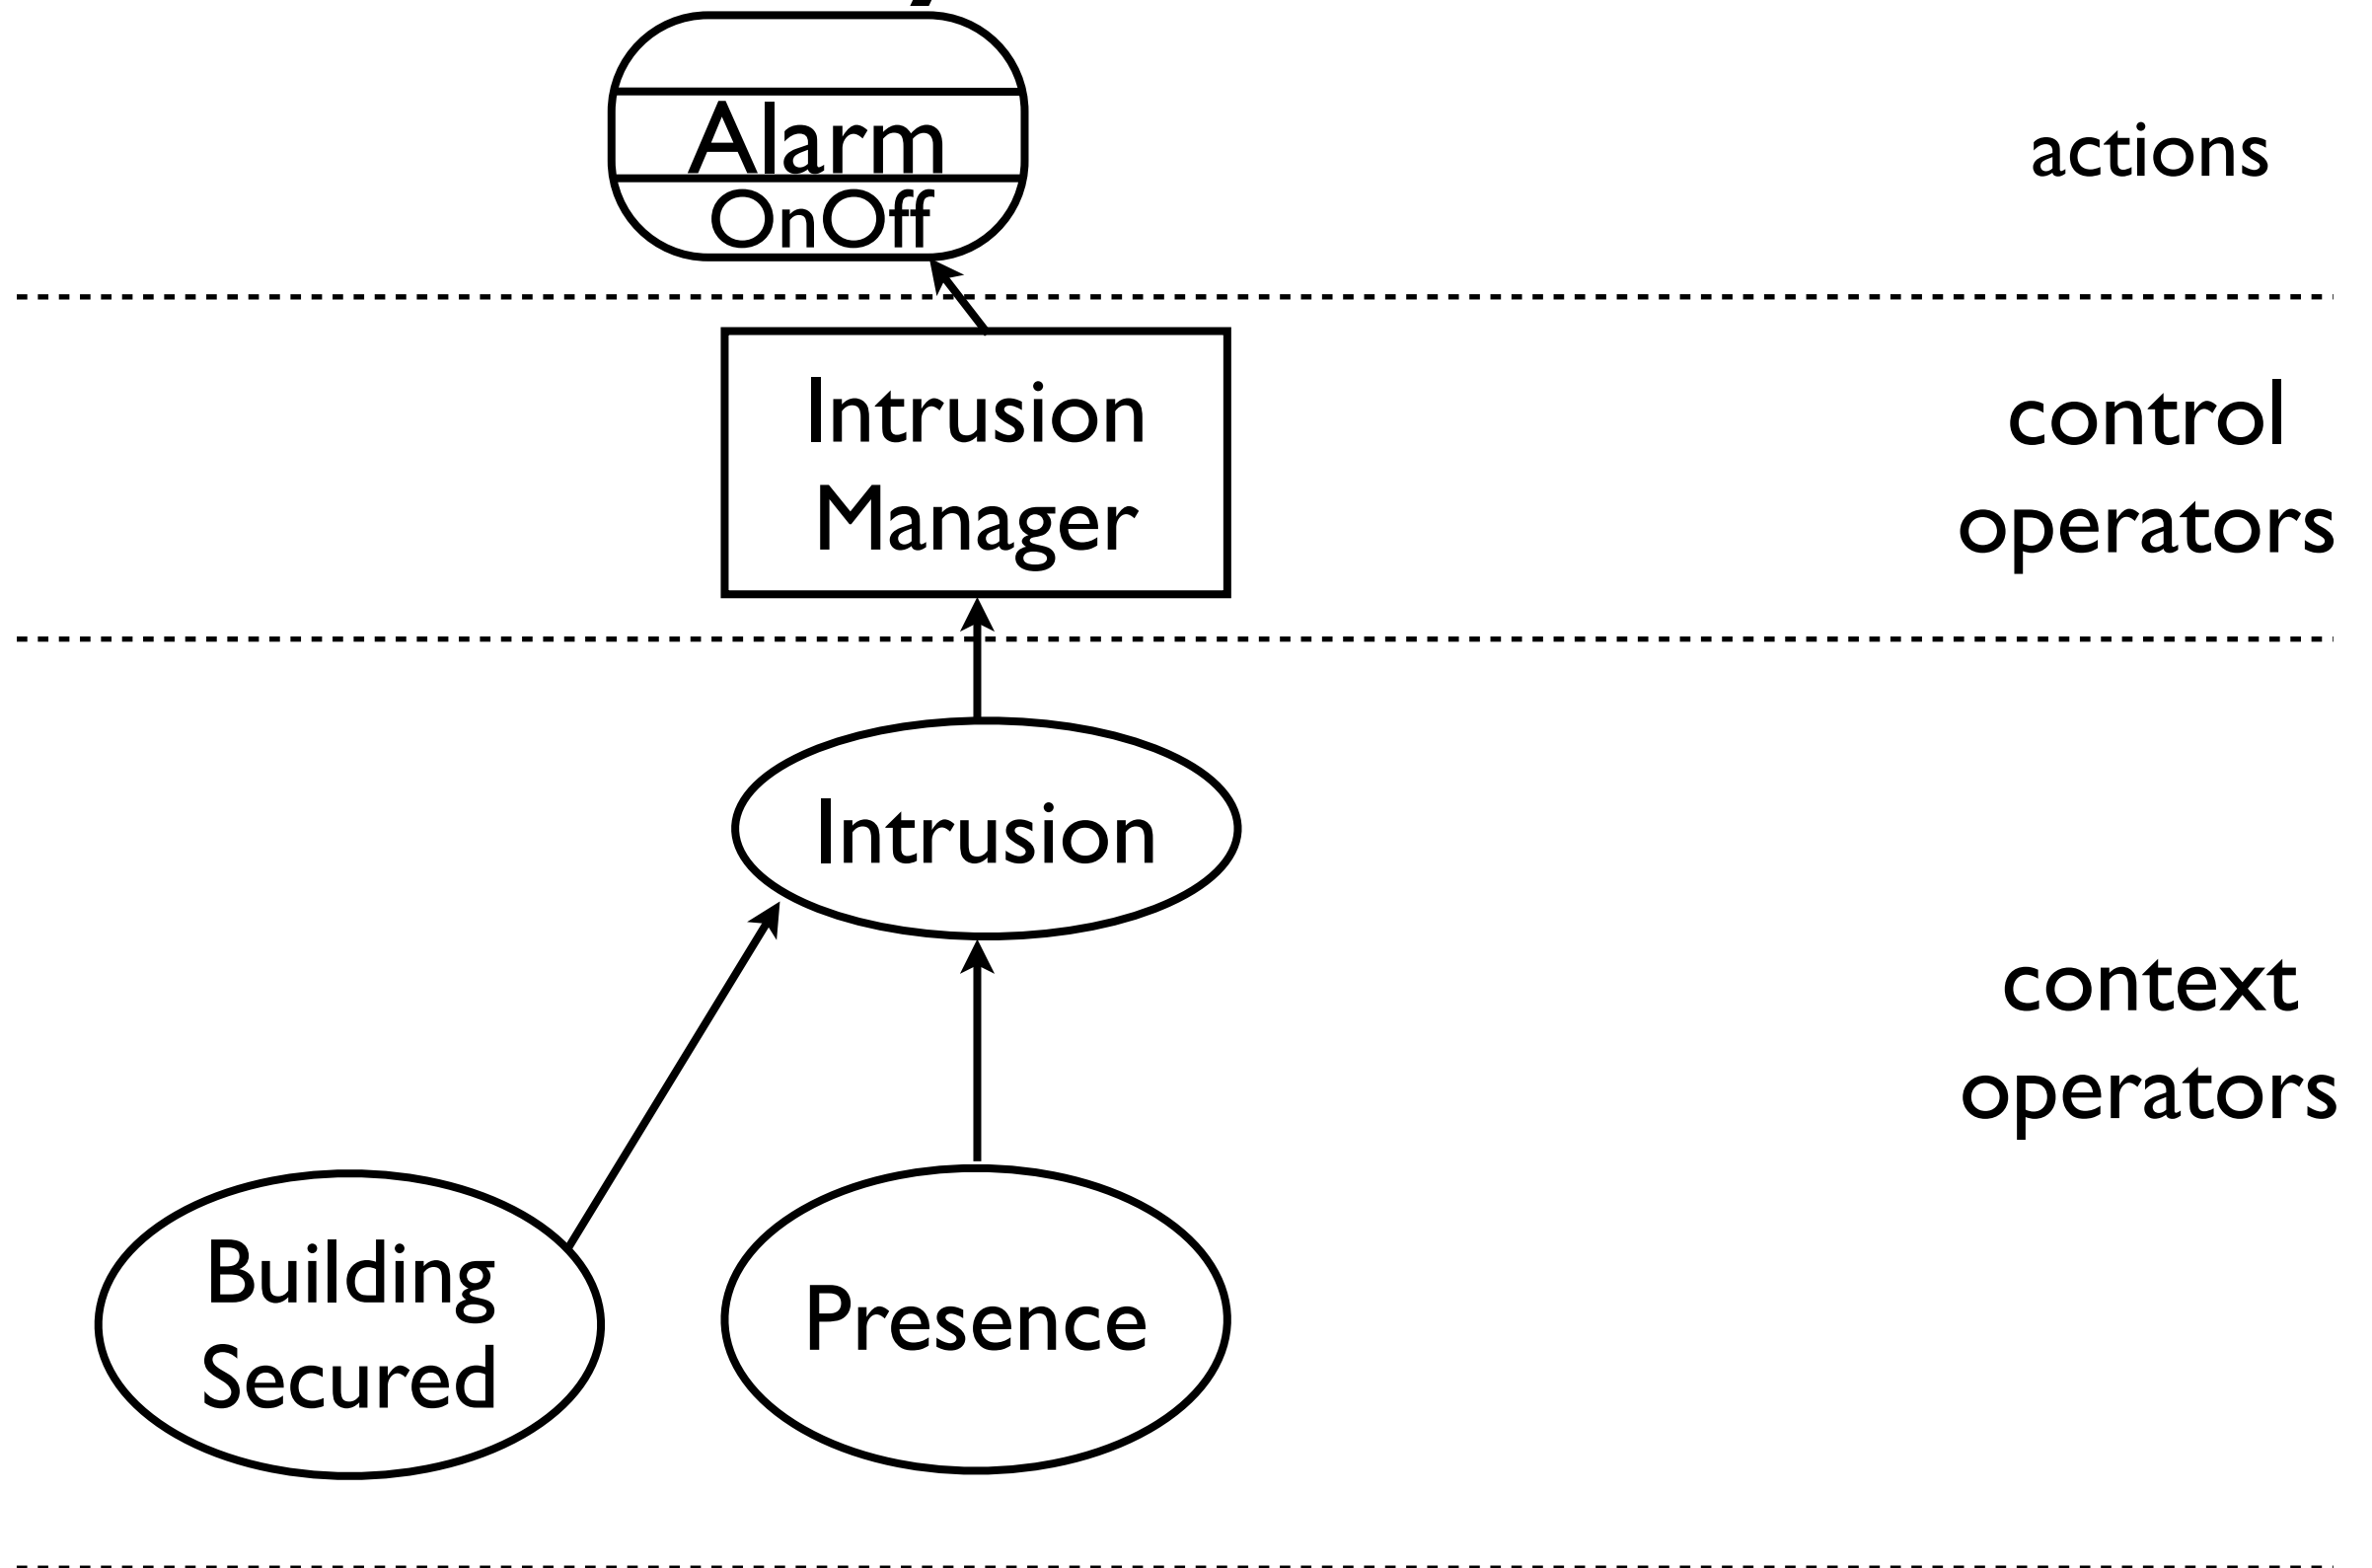 Alarm
OnOff
actions
Intrusion
Manager
control
operators
Intrusion
context
operators
Building
Secured
Presence